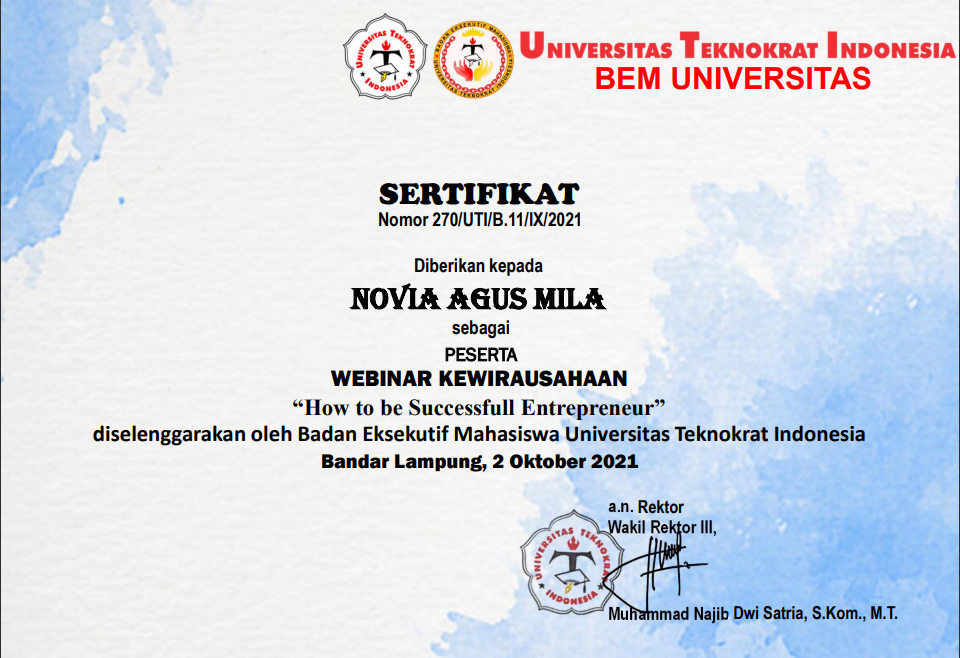 UNIVERSITAS TEKNOKRAT
INDONESIA
BADAN EKSEKUTIF MAHASISWA
UNIVERSITAS TEKNOKRAT INDONESIA
UNIVERSITAS TEKNOKRAT INDONESIA
BEM UNIVERSITAS
SERTIFIKAT
Nomor 270/UTI/B.11/IX/2021
Diberikan kepada
NOVIA AGUS MILA
sebagai
PESERTA
WEBINAR KEWIRAUSAHAAN
“How to be Successfull Entrepreneur”
diselenggarakan oleh Badan Eksekutif Mahasiswa Universitas Teknokrat Indonesia
Bandar Lampung, 2 Oktober 2021
a.n. Rektor
Wakil Rektor III,
UNIVERSITAS TEKNOKRAT
INDONESIA
Muhammad Najib Dwi Satria, S.Kom., M.T.